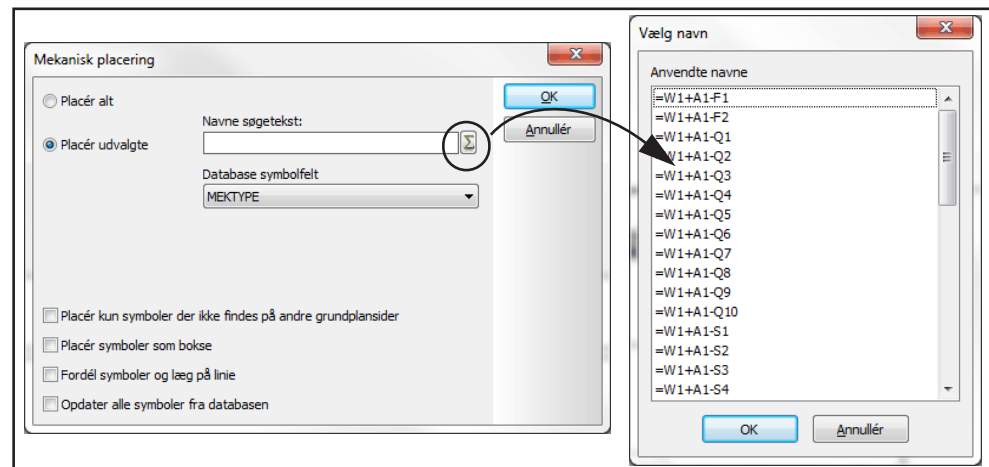 Mekanisk placering
Placér alt
Placér udvalgte
Navne søgetekst:
Σ
Database symbolfelt
MEKTYPE
Placér kun symboler der ikke findes på andre grundplansider
Placér symboler som bokse
Fordél symboler og læg på linie
Opdater alle symboler fra databasen
OK
Annullér
Vælg navn
Anvendte navne
=W1+A1-F1
=W1+A1-F2
=W1+A1-Q1
W1+A1-Q2
=W1+A1-Q3
=W1+A1-Q4
=W1+A1-Q5
=W1+A1-Q6
=W1+A1-Q7
=W1+A1-Q8
=W1+A1-Q9
=W1+A1-Q10
=W1+A1-S1
=W1+A1-S2
=W1+A1-S3
=W1+A1-S4
OK
Annullér